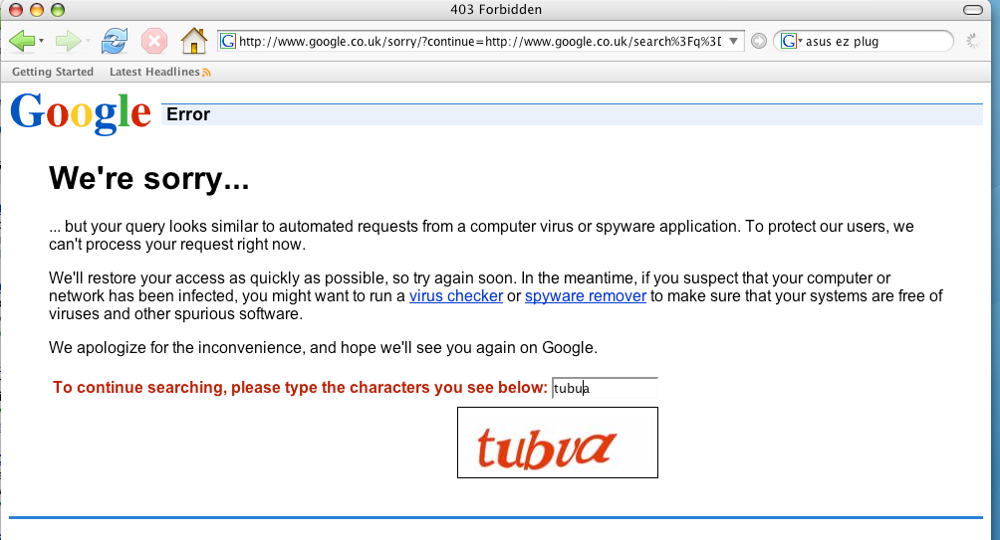 403 Forbidden
http://www.google.co.uk/sorry/?continue=http://www.google.co.uk/search%3Fq%3D
asus ez plug
Getting Started Latest Headlines
Google Error
We're sorry...
... but your query looks similar to automated requests from a computer virus or spyware application. To protect our users, we
can't process your request right now.
We'll restore your access as quickly as possible, so try again soon. In the meantime, if you suspect that your computer or
network has been infected, you might want to run a virus checker or spyware remover to make sure that your systems are free of
viruses and other spurious software.
We apologize for the inconvenience, and hope we'll see you again on Google.
To continue searching, please type the characters you see below: tubua
tubva